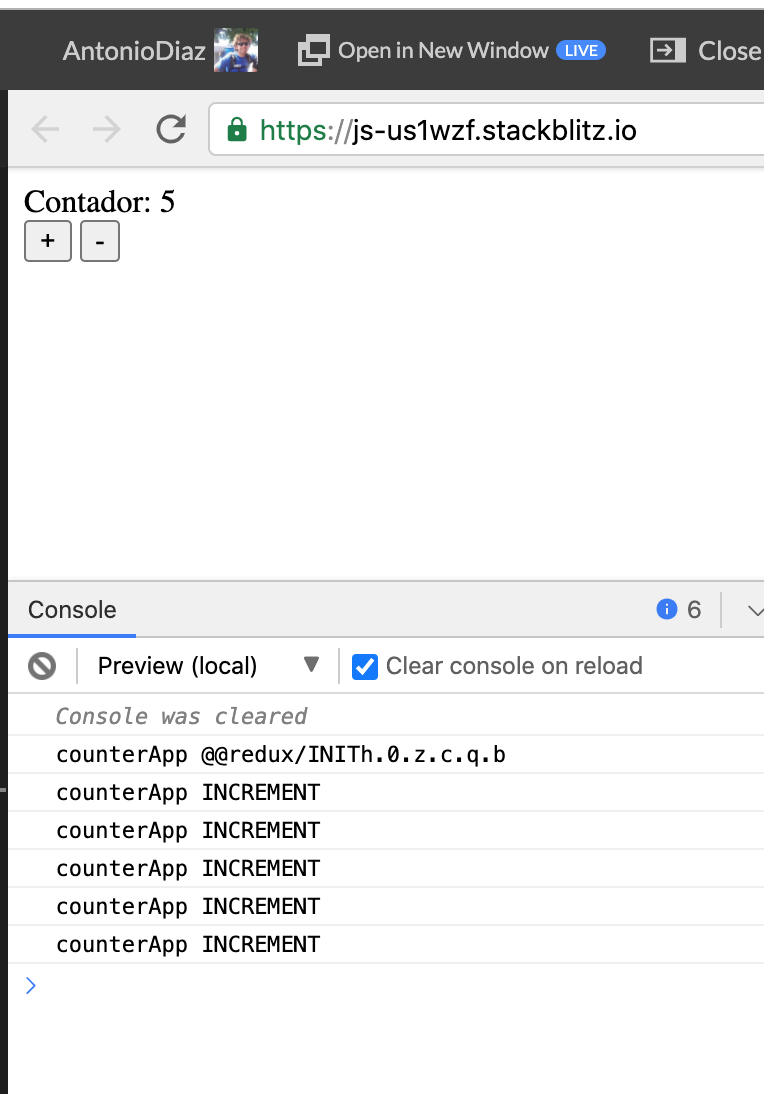 AntonioDiaz Open in New Window LIVE Close
https://js-us1wzf.stackblitz.io
Contador: 5
+ -
Console 6
Preview (local) ▼ Clear console on reload
Console was cleared
counterApp @@redux/INITh.0.z.c.q.b
counterApp INCREMENT
counterApp INCREMENT
counterApp INCREMENT
counterApp INCREMENT
counterApp INCREMENT
>